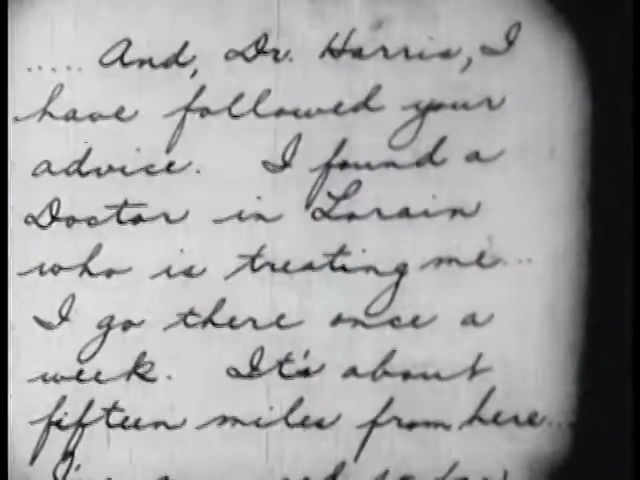 ..... And, Dr. Harris, I
have followed your
advice. I found a
Doctor in Lorain
who is treating me...
I go there once a
week. It's about
fifteen miles from here...